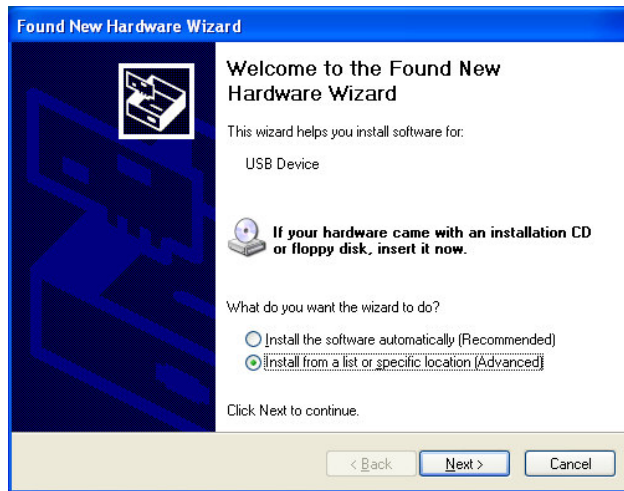 Found New Hardware Wizard
Welcome to the Found New
Hardware Wizard
This wizard helps you install software for:
USB Device
If your hardware came with an installation CD
or floppy disk, insert it now.
What do you want the wizard to do?
Install the software automatically (Recommended)
Install from a list or specific location (Advanced)
Click Next to continue.
< Back Next > Cancel